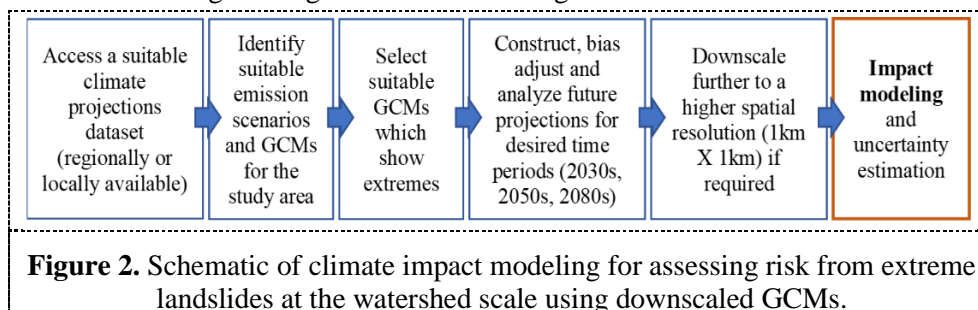 Access a suitable
climate
projections
dataset
(regionally or
locally available)
Identify
suitable
emission
scenarios
and GCMs
for the
study area
Select
suitable
GCMs
which
show
extremes
Construct, bias
adjust and
analyze future
projections for
desired time
periods (2030s,
2050s, 2080s)
Downscale
further to a
higher spatial
resolution (1km
X 1km) if
required
Impact
modeling
and
uncertainty
estimation
Figure 2. Schematic of climate impact modeling for assessing risk from extreme
landslides at the watershed scale using downscaled GCMs.